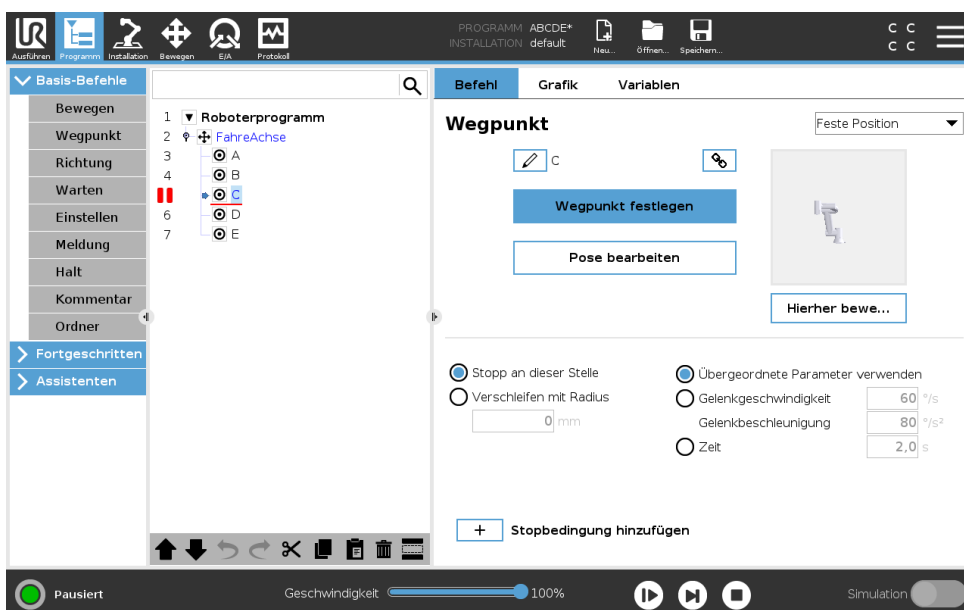 UR
PROGRAMM ABCDE*
INSTALLATION default
Ausführen Programm Installation Bewegen E/A Protokoll
Neu... Öffnen... Speichern...
C C
C C
Basis-Befehle
Bewegen
Wegpunkt
Richtung
Warten
Einstellen
Meldung
Halt
Kommentar
Ordner
Fortgeschritten
Assistenten
1 Roboterprogramm
2 FahreAchse
3 A
4 B
C
6 D
7 E
Befehl Grafik Variablen
Wegpunkt
Feste Position
C
Wegpunkt festlegen
Pose bearbeiten
Hierher bewe...
Stopp an dieser Stelle
Verschleifen mit Radius
0 mm
Übergeordnete Parameter verwenden
Gelenkgeschwindigkeit 60 °/s
Gelenkbeschleunigung 80 °/s²
Zeit 2,0 s
+ Stopbedingung hinzufügen
Pausiert
Geschwindigkeit 100%
Simulation